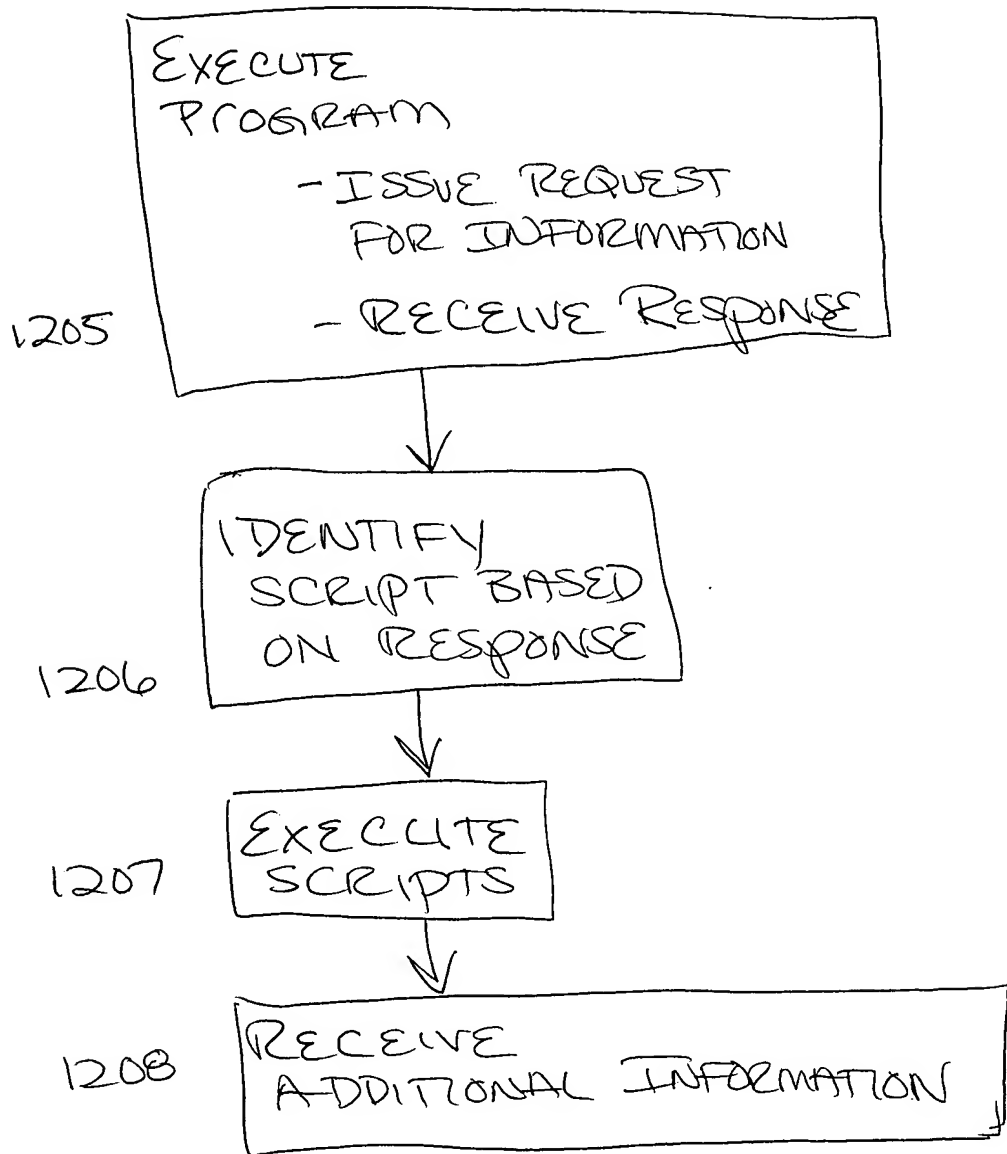 EXECUTE
PROGRAM
- ISSUE REQUEST
FOR INFORMATION
- RECEIVE RESPONSE
1205
IDENTIFY
SCRIPT BASED
ON RESPONSE
1206
EXECUTE
SCRIPTS
1207
RECEIVE
ADDITIONAL INFORMATION
1208